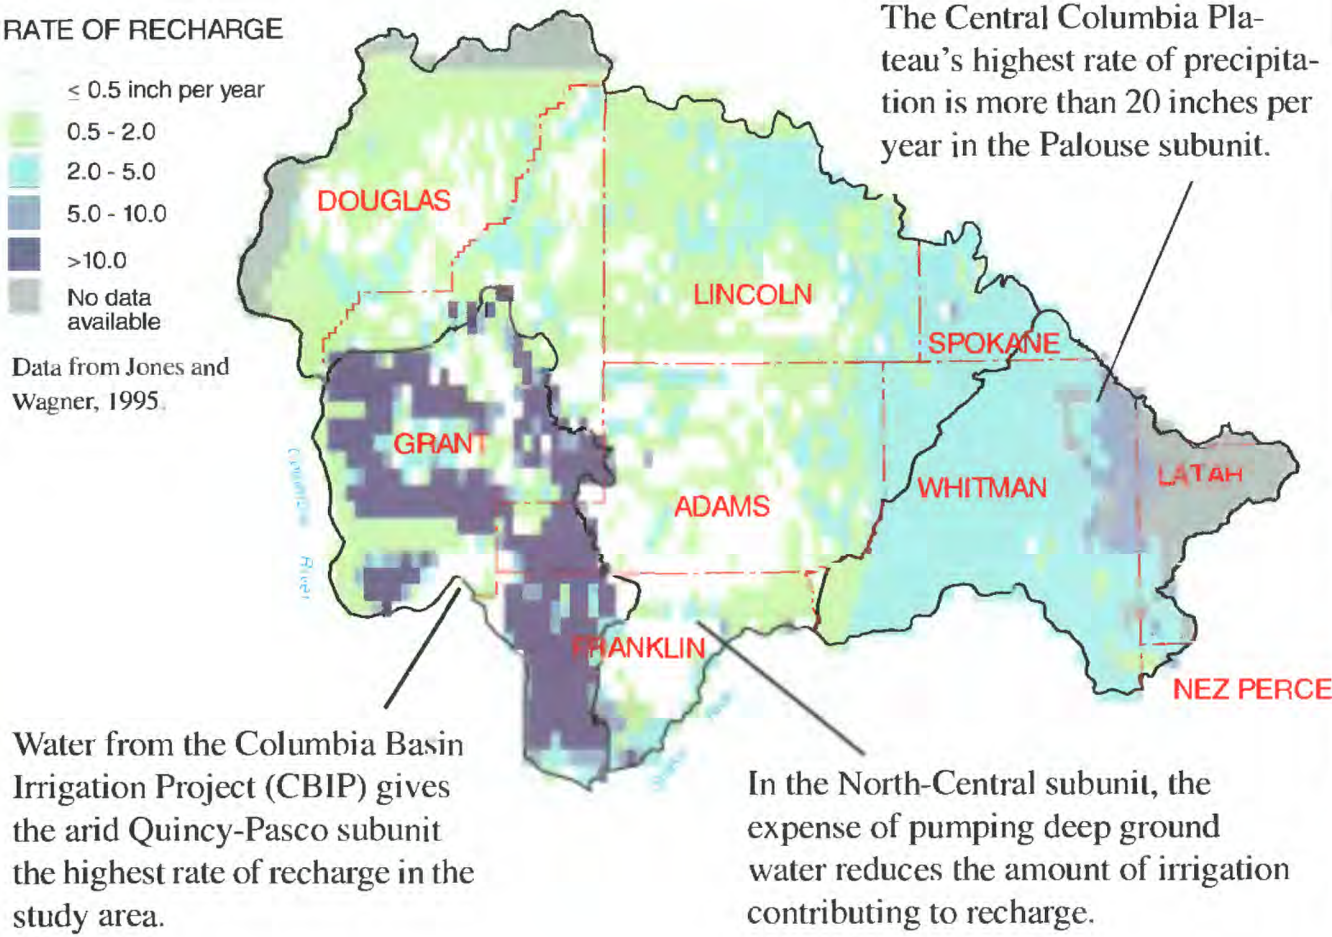 RATE OF RECHARGE
≤ 0.5 inch per year
0.5 - 2.0
2.0 - 5.0
5.0 - 10.0
>10.0
No data
available
Data from Jones and
Wagner, 1995.
The Central Columbia Pla-
teau's highest rate of precipita-
tion is more than 20 inches per
year in the Palouse subunit.
DOUGLAS
LINCOLN
SPOKANE
GRANT
ADAMS
WHITMAN
LATAH
Columbia
River
FRANKLIN
NEZ PERCE
Water from the Columbia Basin
Irrigation Project (CBIP) gives
the arid Quincy-Pasco subunit
the highest rate of recharge in the
study area.
In the North-Central subunit, the
expense of pumping deep ground
water reduces the amount of irrigation
contributing to recharge.